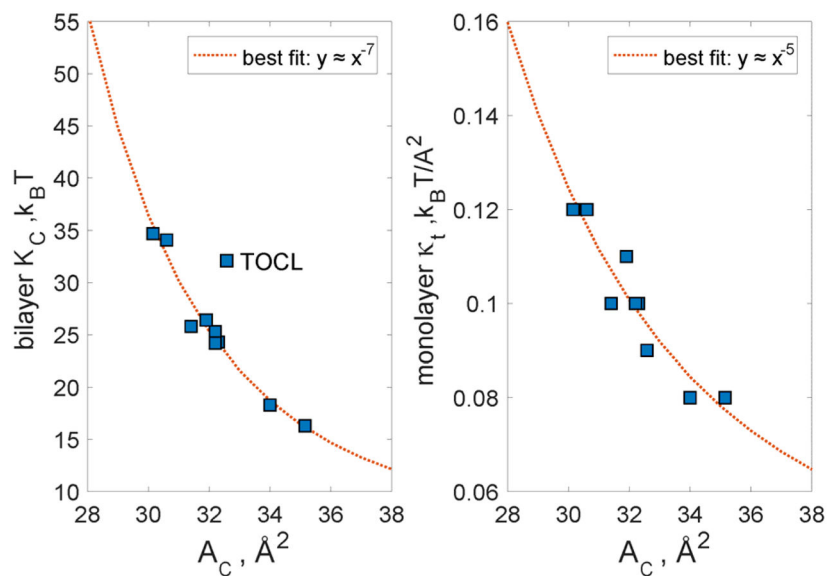 55
50
45
40
35
30
25
20
15
10
bilayer K_C ,k_BT
best fit: y ≈ x⁻⁷
TOCL
28 30 32 34 36 38
A_C , Å²
0.16
0.14
0.12
0.1
0.08
0.06
monolayer κ_t ,k_BT/A²
best fit: y ≈ x⁻⁵
28 30 32 34 36 38
A_C , Å²